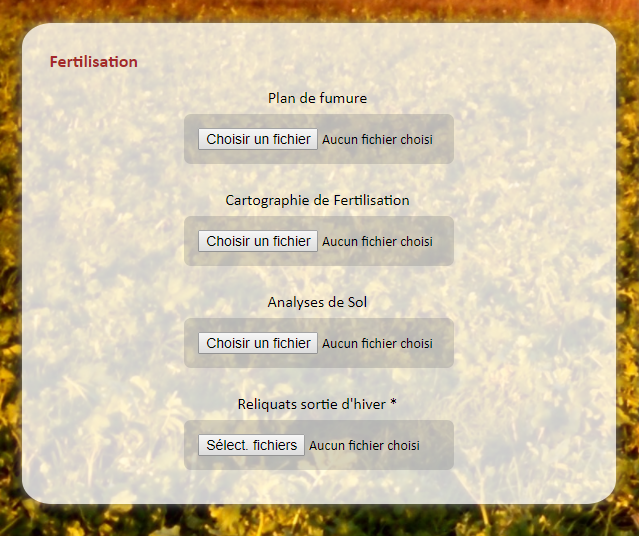 Fertilisation
Plan de fumure
Choisir un fichier Aucun fichier choisi
Cartographie de Fertilisation
Choisir un fichier Aucun fichier choisi
Analyses de Sol
Choisir un fichier Aucun fichier choisi
Reliquats sortie d'hiver *
Sélect. fichiers Aucun fichier choisi